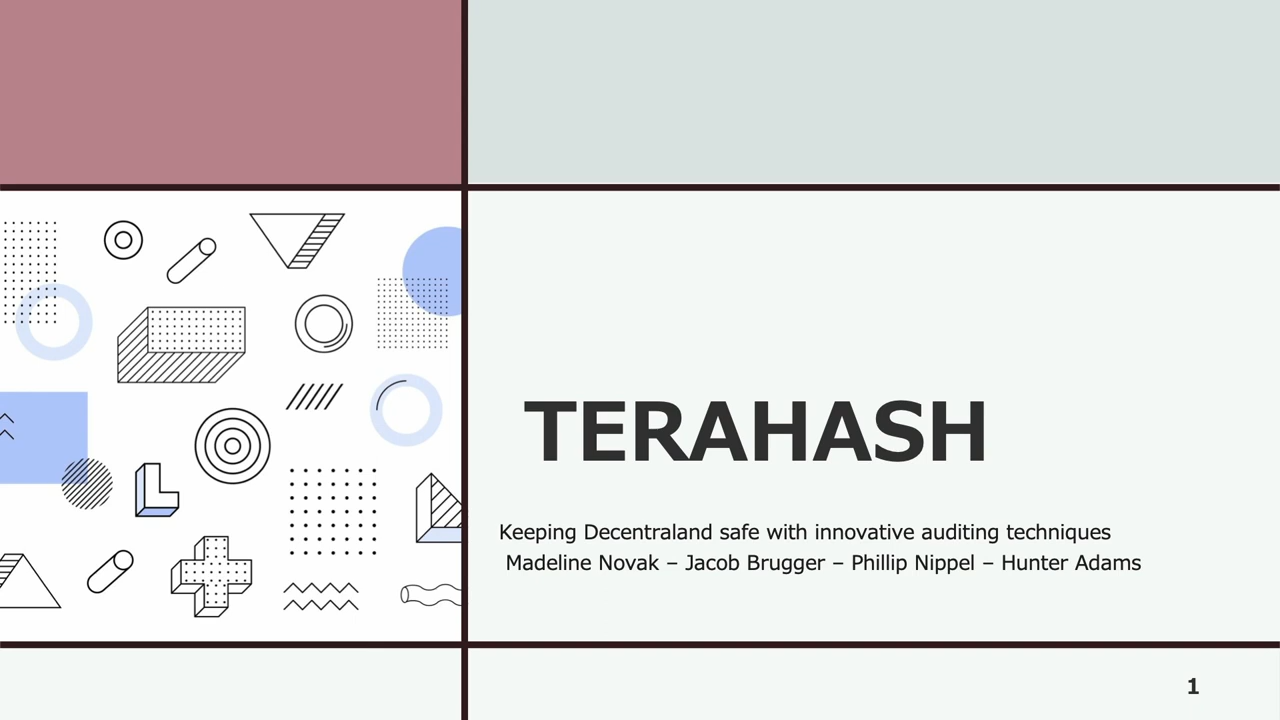 TERAHASH
Keeping Decentraland safe with innovative auditing techniques
Madeline Novak – Jacob Brugger – Phillip Nippel – Hunter Adams
1